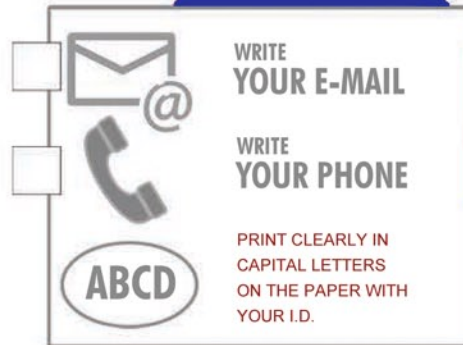 WRITE
YOUR E-MAIL
@
WRITE
YOUR PHONE
ABCD
PRINT CLEARLY IN
CAPITAL LETTERS
ON THE PAPER WITH
YOUR I.D.